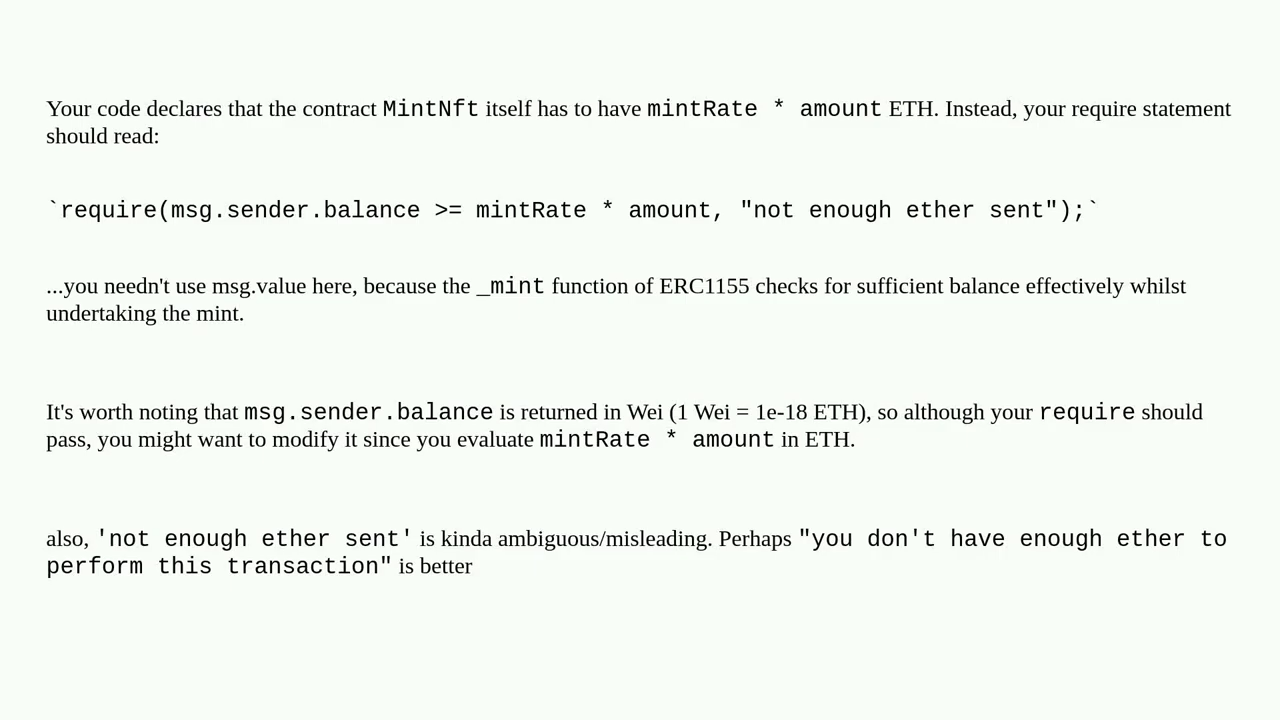 Your code declares that the contract MintNft itself has to have mintRate * amount ETH. Instead, your require statement
should read:
`require(msg.sender.balance >= mintRate * amount, "not enough ether sent");`
...you needn't use msg.value here, because the _mint function of ERC1155 checks for sufficient balance effectively whilst
undertaking the mint.
It's worth noting that msg.sender.balance is returned in Wei (1 Wei = 1e-18 ETH), so although your require should
pass, you might want to modify it since you evaluate mintRate * amount in ETH.
also, 'not enough ether sent' is kinda ambiguous/misleading. Perhaps "you don't have enough ether to
perform this transaction" is better